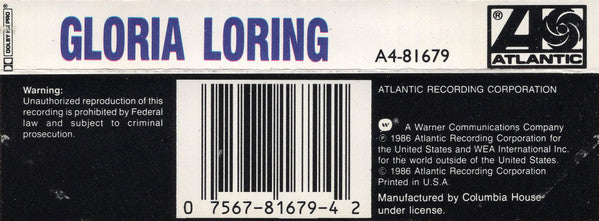 DOLBY HX PRO
GLORIA LORING
A4-81679
ATLANTIC
®
Warning:
Unauthorized reproduction of this
recording is prohibited by Federal
law and subject to criminal
prosecution.
0 7567-81679-4 2
ATLANTIC RECORDING CORPORATION
A Warner Communications Company
℗ 1986 Atlantic Recording Corporation for
the United States and WEA International Inc.
for the world outside of the United States.
© 1986 Atlantic Recording Corporation
Printed in U.S.A.
Manufactured by Columbia House
under license.